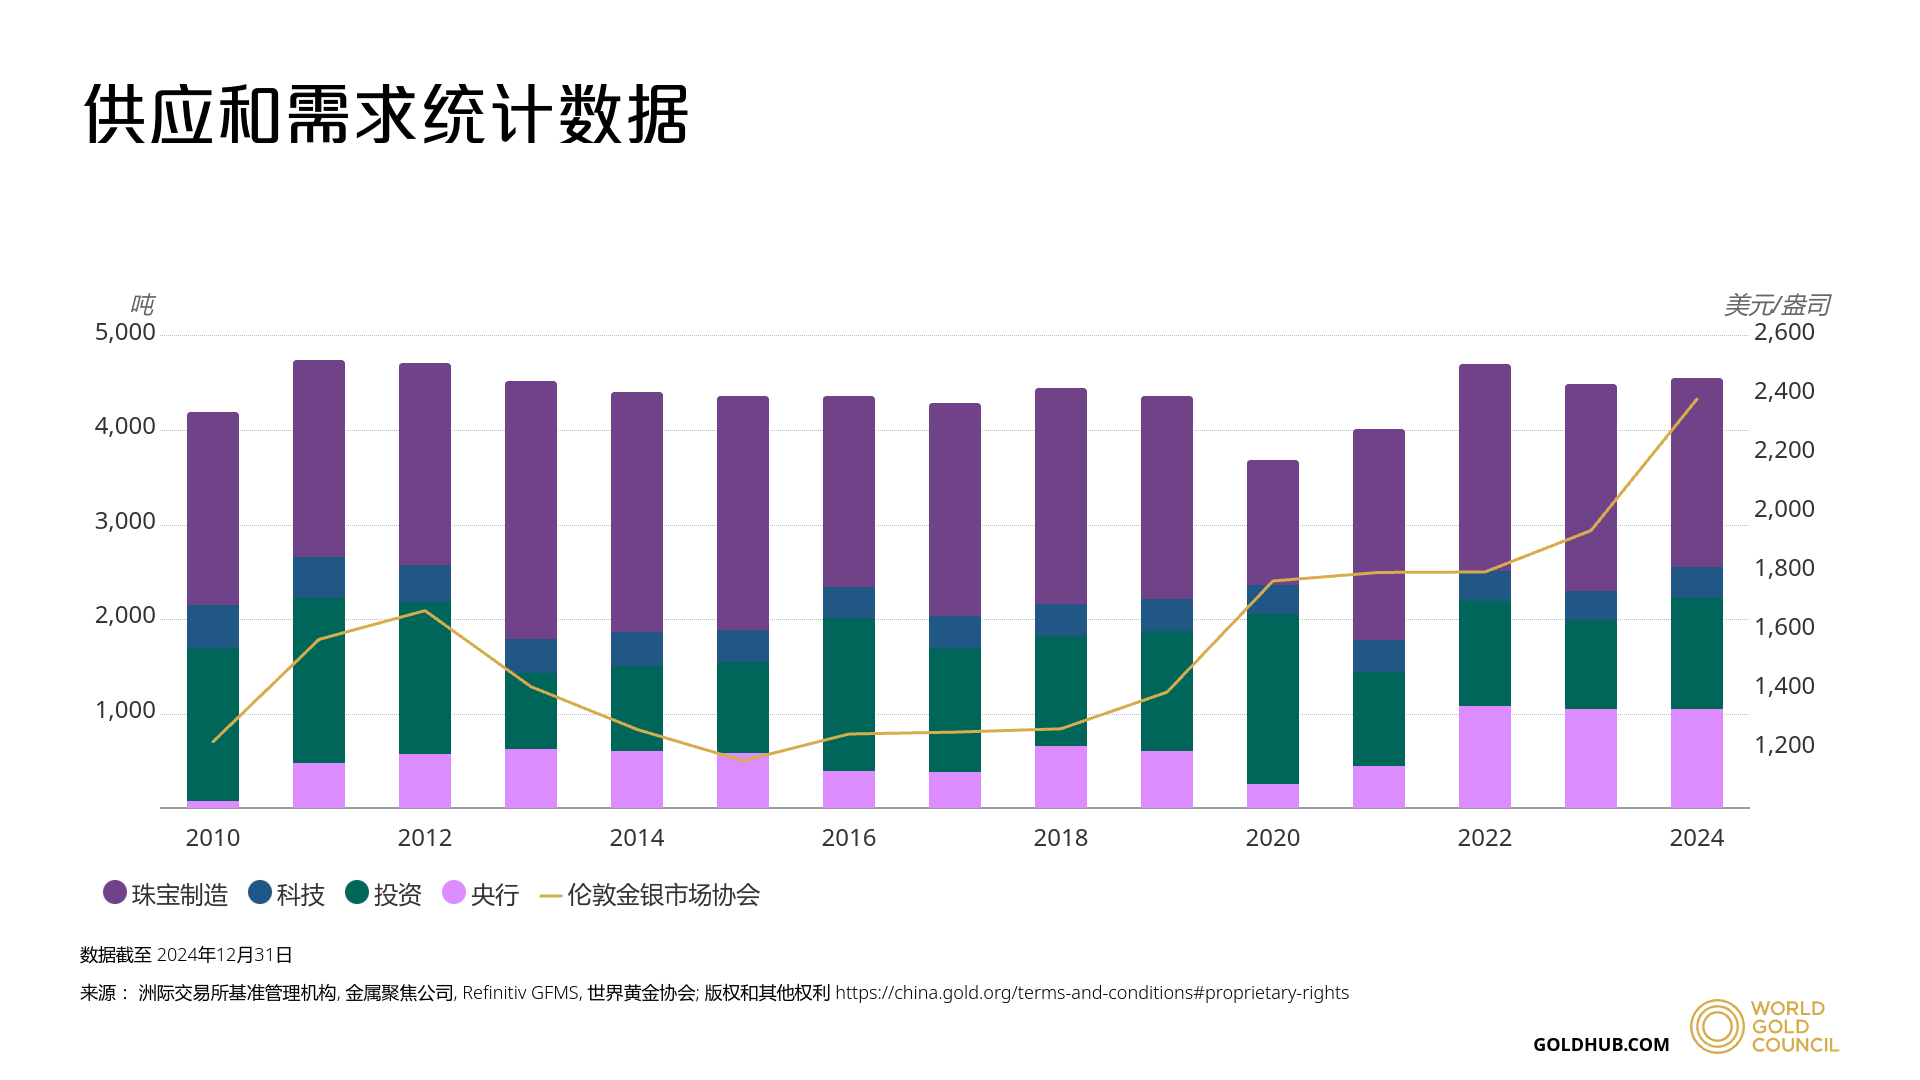 供应和需求统计数据
吨
美元/盎司
5,000
4,000
3,000
2,000
1,000
2,600
2,400
2,200
2,000
1,800
1,600
1,400
1,200
2010 2012 2014 2016 2018 2020 2022 2024
珠宝制造 科技 投资 央行 伦敦金银市场协会
数据截至 2024年12月31日
来源： 洲际交易所基准管理机构, 金属聚焦公司, Refinitiv GFMS, 世界黄金协会; 版权和其他权利 https://china.gold.org/terms-and-conditions#proprietary-rights
GOLDHUB.COM
WORLD
GOLD
COUNCIL